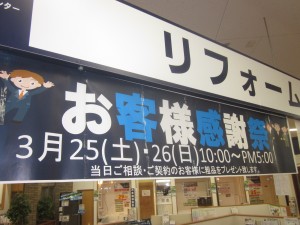 リフォーム
お客様感謝祭
3月25(土)・26(日)10:00～PM5:00
当日ご相談・ご契約のお客様に粗品をプレゼント致します。